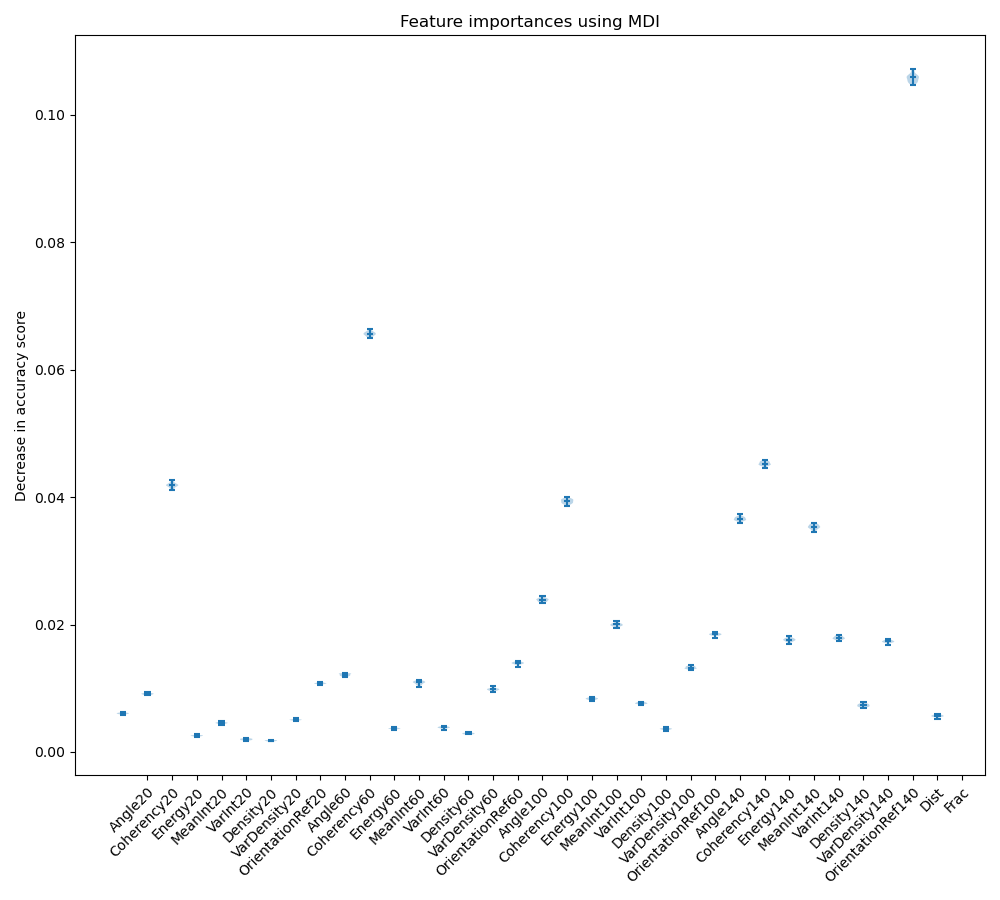 Feature importances using MDI
Decrease in accuracy score
0.10
0.08
0.06
0.04
0.02
0.00
Angle20
Coherency20
Energy20
MeanInt20
VarInt20
Density20
VarDensity20
OrientationRef20
Angle60
Coherency60
Energy60
MeanInt60
VarInt60
Density60
VarDensity60
OrientationRef60
Angle100
Coherency100
Energy100
MeanInt100
VarInt100
Density100
VarDensity100
OrientationRef100
Angle140
Coherency140
Energy140
MeanInt140
VarInt140
Density140
VarDensity140
OrientationRef140
Dist
Frac